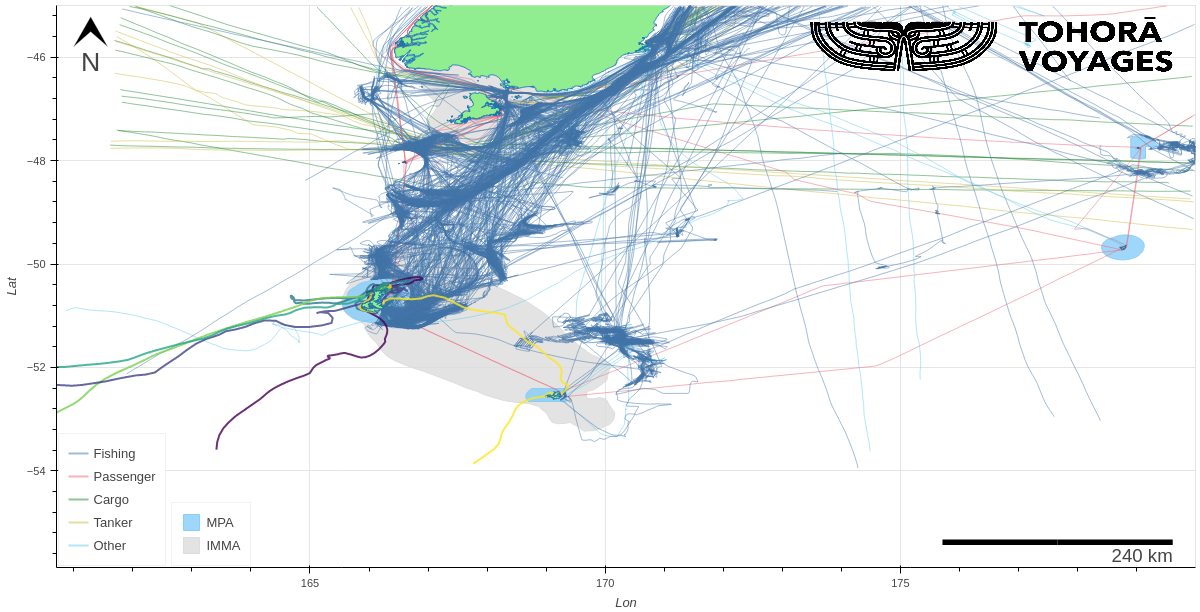 N
TOHORĀ
VOYAGES
−46
−48
−50
−52
−54
Lat
Fishing
Passenger
Cargo
Tanker
Other
MPA
IMMA
240 km
165
170
175
Lon